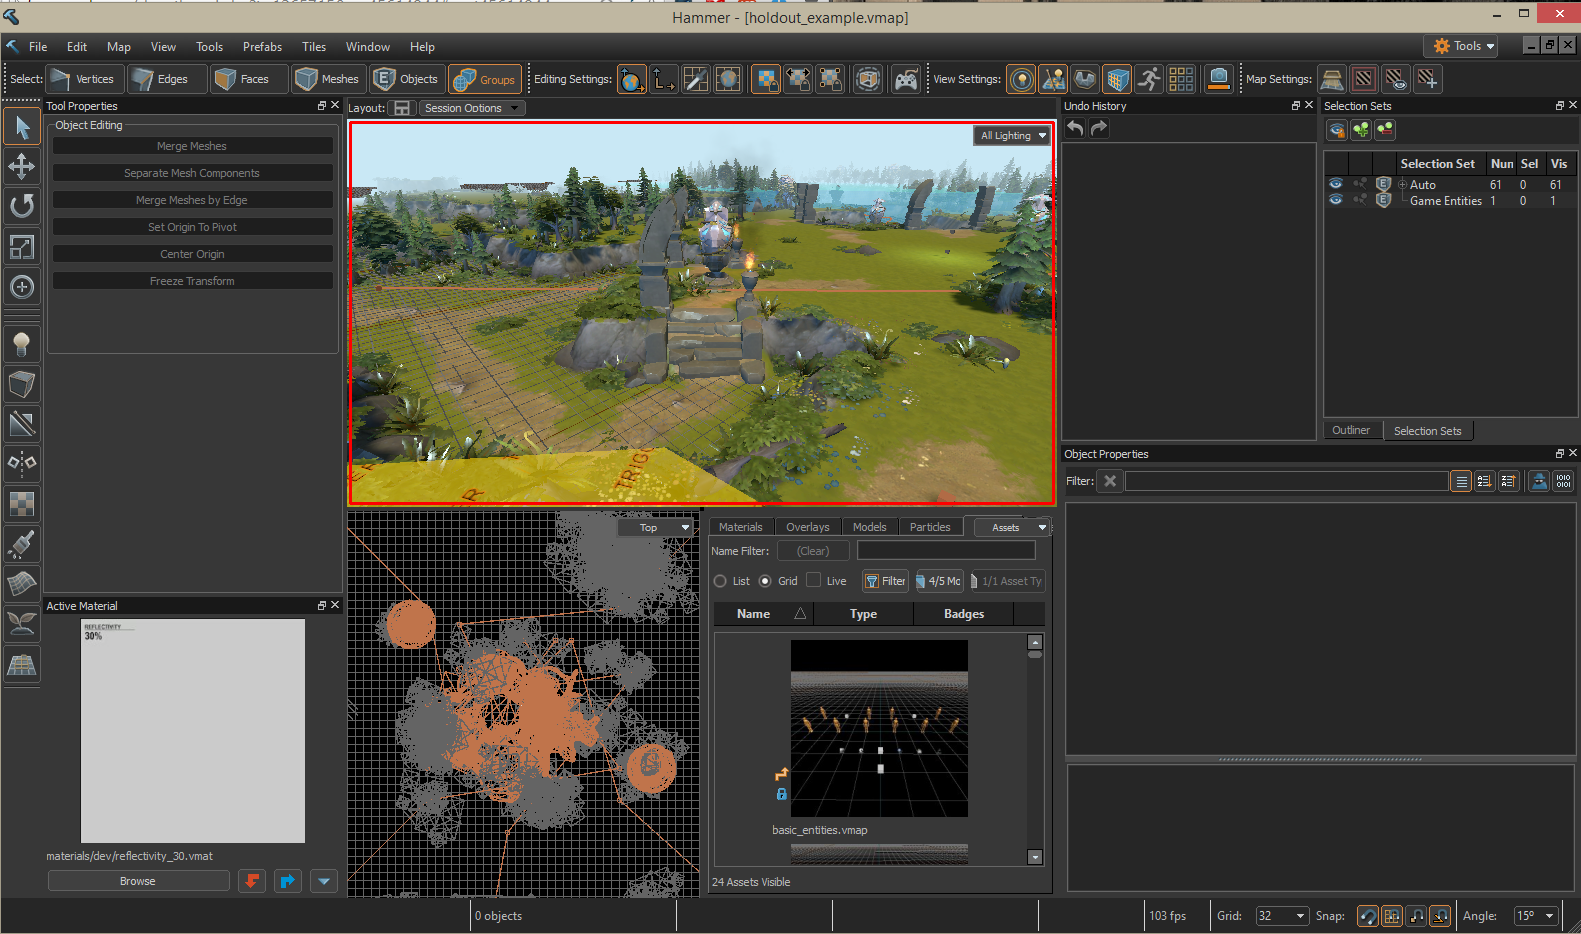 Hammer - [holdout_example.vmap]
File Edit Map View Tools Prefabs Tiles Window Help
Tools
Select: Vertices Edges Faces Meshes Objects Groups Editing Settings: View Settings: Map Settings:
Tool Properties
Object Editing
Merge Meshes
Separate Mesh Components
Merge Meshes by Edge
Set Origin To Pivot
Center Origin
Freeze Transform
Layout: Session Options
All Lighting
TRIG
Undo History
Selection Sets
Selection Set Nun Sel Vis
Auto 61 0 61
Game Entities 1 0 1
Outliner Selection Sets
Object Properties
Filter:
Active Material
REFLECTIVITY
30%
materials/dev/reflectivity_30.vmat
Browse
Top
Materials Overlays Models Particles Assets
Name Filter: (Clear)
List Grid Live Filter 4/5 Mc 1/1 Asset Ty
Name Type Badges
basic_entities.vmap
24 Assets Visible
0 objects
103 fps
Grid: 32
Snap:
Angle: 15º